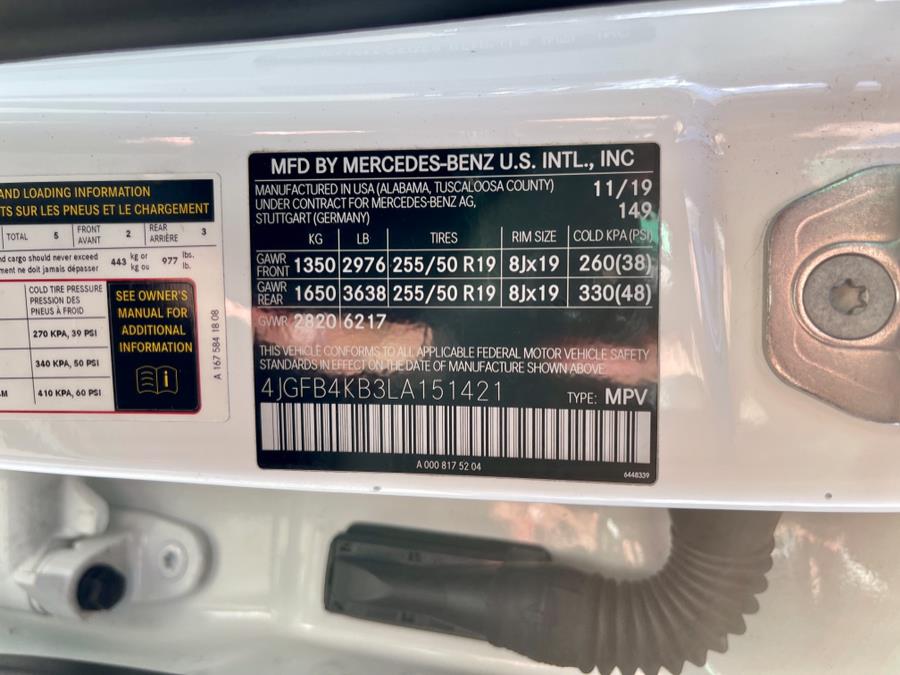 AND LOADING INFORMATION
TS SUR LES PNEUS ET LE CHARGEMENT
TOTAL 5 FRONT AVANT 2 REAR ARRIÈRE 3
nd cargo should never exceed 443 kg or kg ou 977 lbs. lb.
ment ne doit jamais dépasser
COLD TIRE PRESSURE
PRESSION DES
PNEUS À FROID
270 KPA, 39 PSI
340 KPA, 50 PSI
410 KPA, 60 PSI
SEE OWNER'S
MANUAL FOR
ADDITIONAL
INFORMATION
A 167 584 18 08
MFD BY MERCEDES-BENZ U.S. INTL., INC
MANUFACTURED IN USA (ALABAMA, TUSCALOOSA COUNTY) 11/19
UNDER CONTRACT FOR MERCEDES-BENZ AG, 149
STUTTGART (GERMANY)
KG LB TIRES RIM SIZE COLD KPA(PSI)
GAWR FRONT 1350 2976 255/50 R19 8Jx19 260(38)
GAWR REAR 1650 3638 255/50 R19 8Jx19 330(48)
GVWR 2820 6217
THIS VEHICLE CONFORMS TO ALL APPLICABLE FEDERAL MOTOR VEHICLE SAFETY
STANDARDS IN EFFECT ON THE DATE OF MANUFACTURE SHOWN ABOVE.
4JGFB4KB3LA151421 TYPE: MPV
A 000 817 52 04
6448339